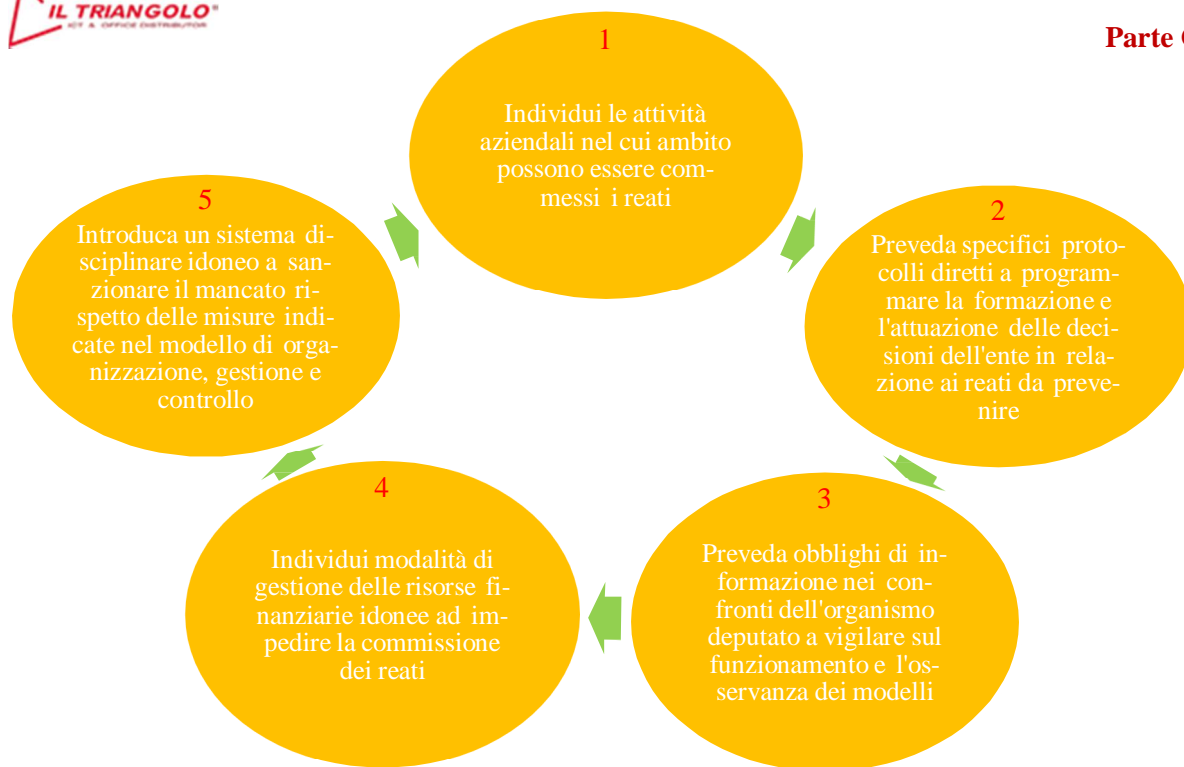 IL TRIANGOLO®
ICT & OFFICE DISTRIBUTOR
Parte
1
Individui le attività
aziendali nel cui ambito
possono essere com-
messi i reati
2
Preveda specifici proto-
colli diretti a program-
mare la formazione e
l'attuazione delle deci-
sioni dell'ente in rela-
zione ai reati da preve-
nire
3
Preveda obblighi di in-
formazione nei con-
fronti dell'organismo
deputato a vigilare sul
funzionamento e l'os-
servanza dei modelli
4
Individui modalità di
gestione delle risorse fi-
nanziarie idonee ad im-
pedire la commissione
dei reati
5
Introduca un sistema di-
sciplinare idoneo a san-
zionare il mancato ri-
spetto delle misure indi-
cate nel modello di orga-
nizzazione, gestione e
controllo